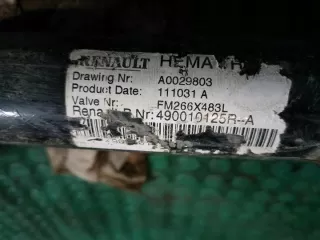 RENAULT HEMA
Drawing Nr: A0029803
Product Date: 111031 A
Valve Nr: FM266X483L
Renault P Nr: 490010125R--A